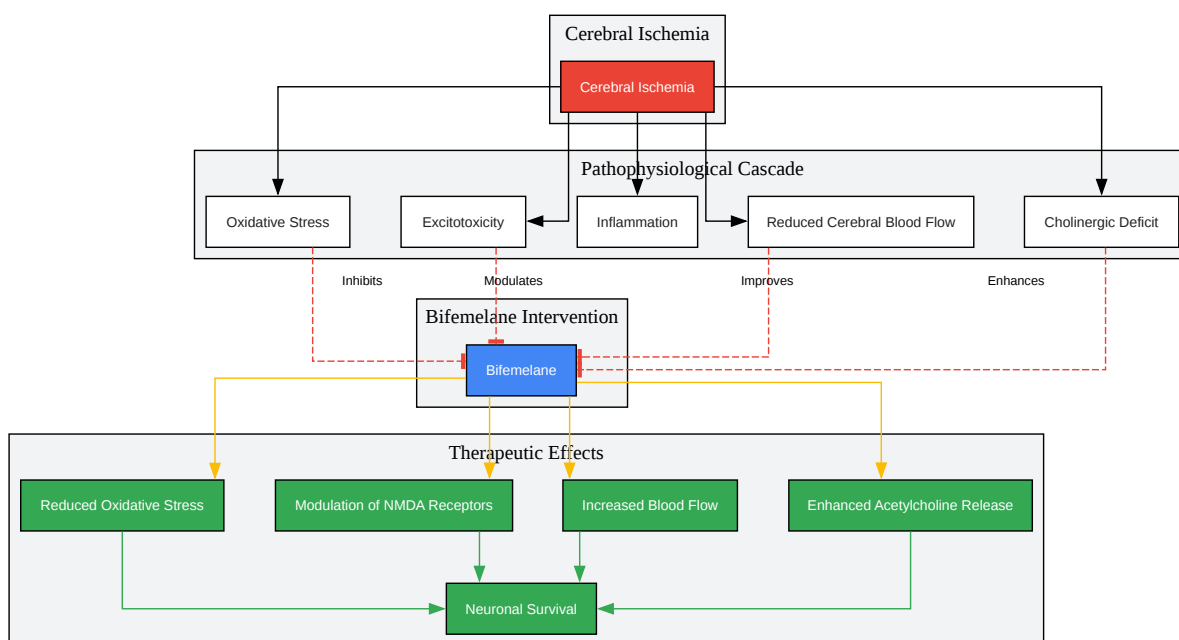 Cerebral Ischemia
Cerebral Ischemia
Pathophysiological Cascade
Oxidative Stress
Excitotoxicity
Inflammation
Reduced Cerebral Blood Flow
Cholinergic Deficit
Inhibits
Modulates
Improves
Enhances
Bifemelane Intervention
Bifemelane
Therapeutic Effects
Reduced Oxidative Stress
Modulation of NMDA Receptors
Increased Blood Flow
Enhanced Acetylcholine Release
Neuronal Survival